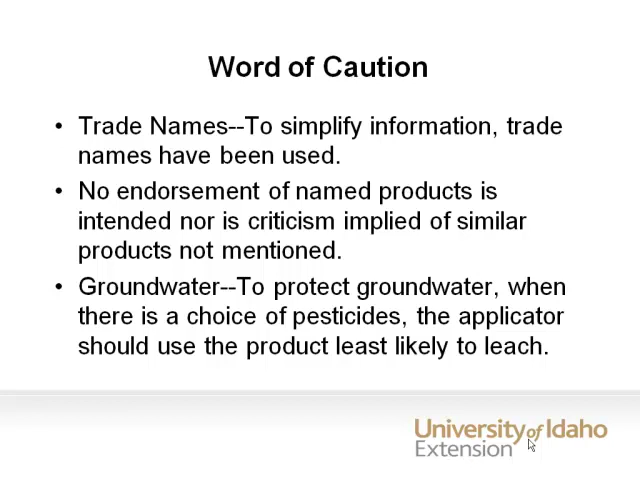 Word of Caution
• Trade Names--To simplify information, trade
names have been used.
• No endorsement of named products is
intended nor is criticism implied of similar
products not mentioned.
• Groundwater--To protect groundwater, when
there is a choice of pesticides, the applicator
should use the product least likely to leach.
University of Idaho
Extension